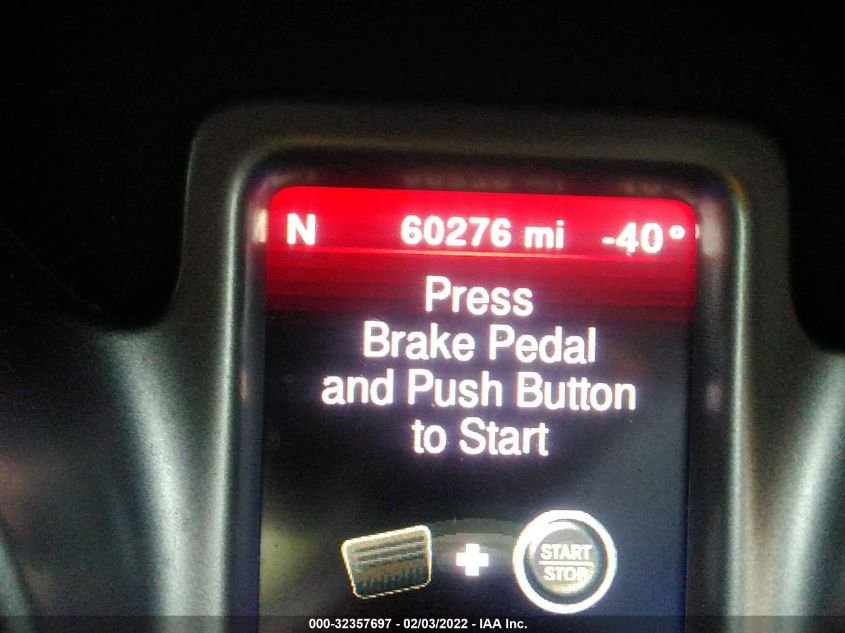 N 60276 mi -40°
Press
Brake Pedal
and Push Button
to Start
START
STOP
000-32357697 - 02/03/2022 - IAA Inc.